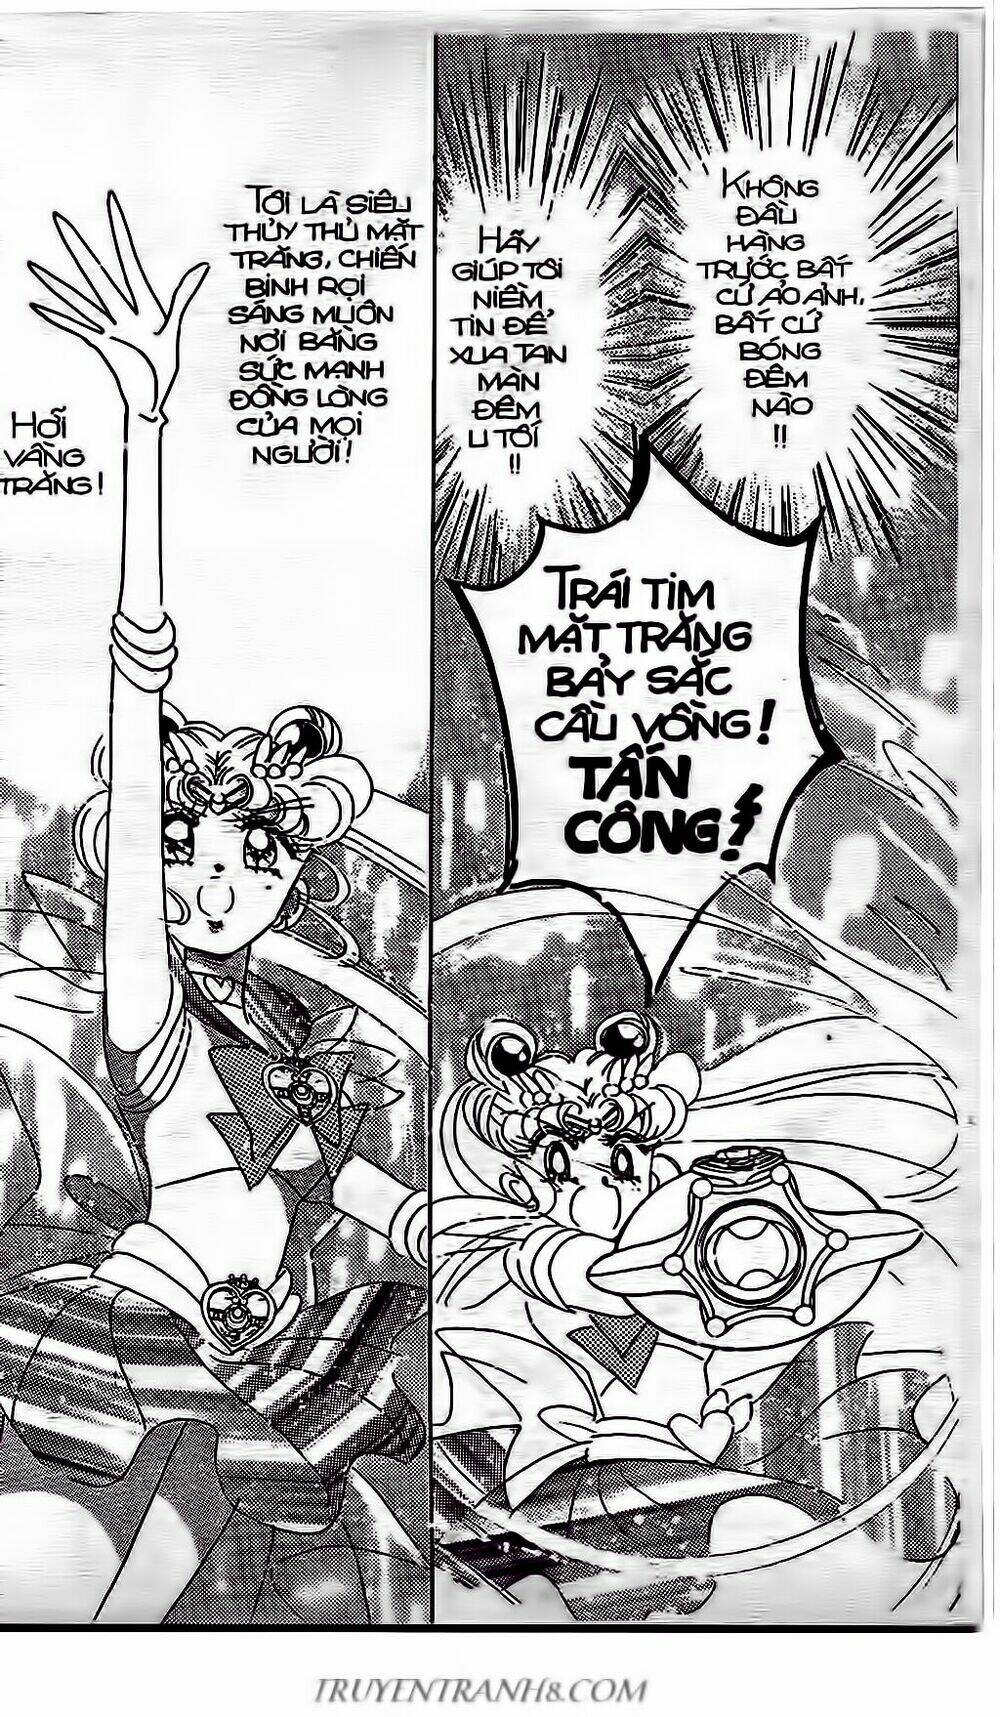 KHÔNG
ĐẦU
HÀNG
TRƯỚC BẤT
CỨ ẢO ẢNH,
BẤT CỨ
BÓNG
ĐÊM
NÀO
!!
HÃY
GIÚP TÔI
NIỀM
TIN ĐỂ
XUA TAN
MÀN
ĐÊM
U TỐI
!!
TRÁI TIM
MẶT TRĂNG
BẢY SẮC
CẦU VỒNG!
TẤN
CÔNG!
TÔI LÀ SIÊU
THỦY THỦ MẶT
TRĂNG, CHIẾN
BINH RỌI
SÁNG MUÔN
NƠI BẰNG
SỨC MẠNH
ĐỒNG LÒNG
CỦA MỌI
NGƯỜI!
HỠI
VẦNG
TRĂNG!
TRUYENTRANH8.COM